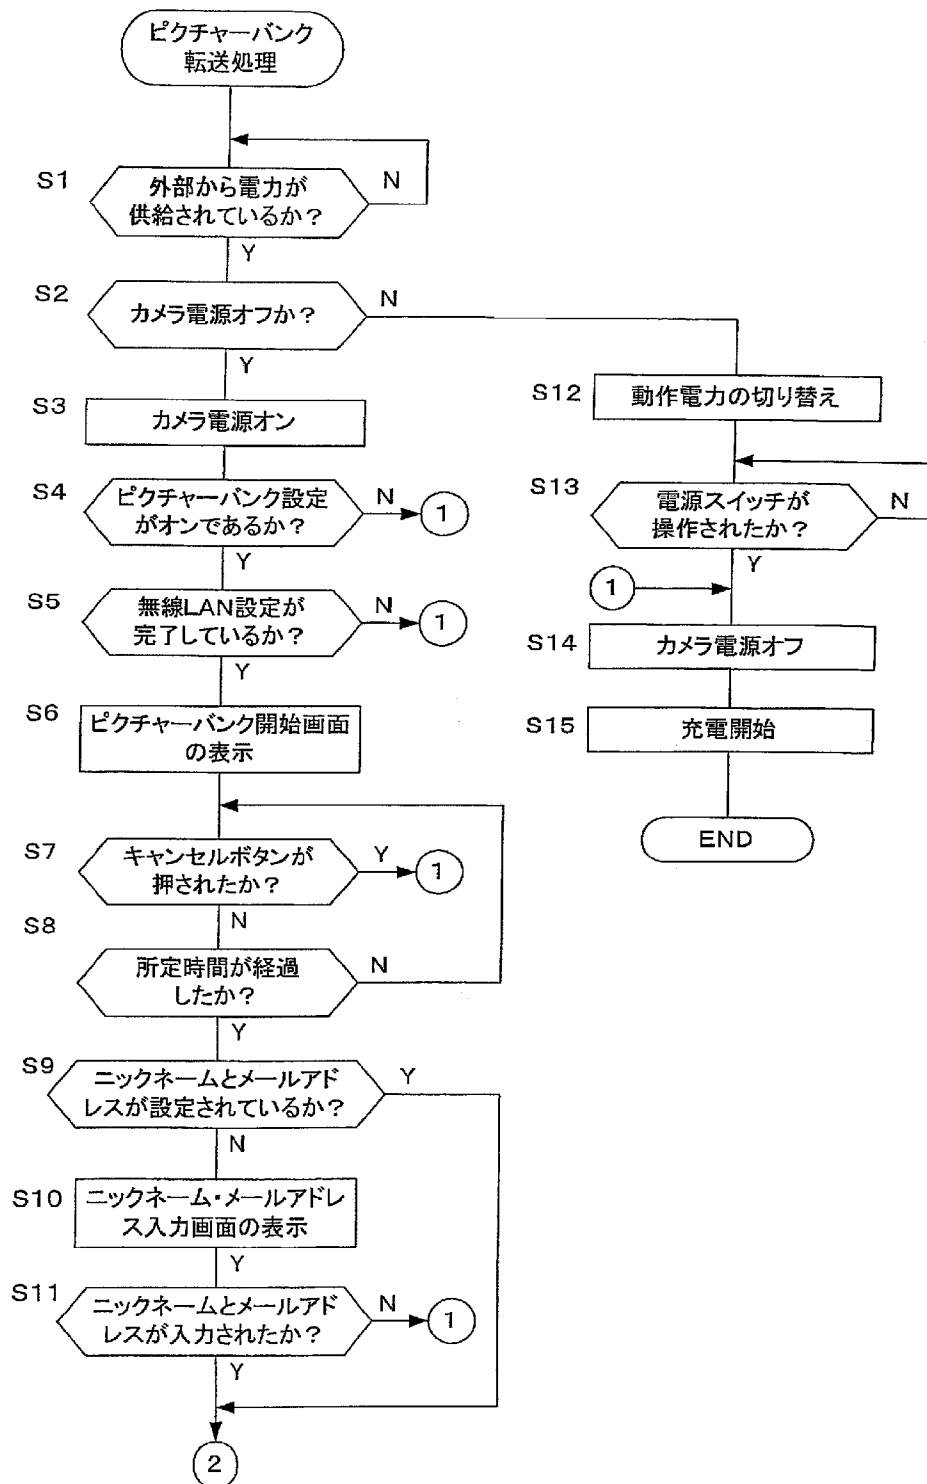 ピクチャーバンク
転送処理
S1
外部から電力が
供給されているか？
N
Y
S2
カメラ電源オフか？
N
Y
S3
カメラ電源オン
S4
ピクチャーバンク設定
がオンであるか？
N
1
Y
S5
無線LAN設定が
完了しているか？
N
1
Y
S6
ピクチャーバンク開始画面
の表示
S7
キャンセルボタンが
押されたか？
Y
1
N
S8
所定時間が経過
したか？
N
Y
S9
ニックネームとメールアド
レスが設定されているか？
Y
N
S10
ニックネーム・メールアドレ
ス入力画面の表示
Y
S11
ニックネームとメールアド
レスが入力されたか？
N
1
Y
2
S12
動作電力の切り替え
S13
電源スイッチが
操作されたか？
N
Y
1
S14
カメラ電源オフ
S15
充電開始
END